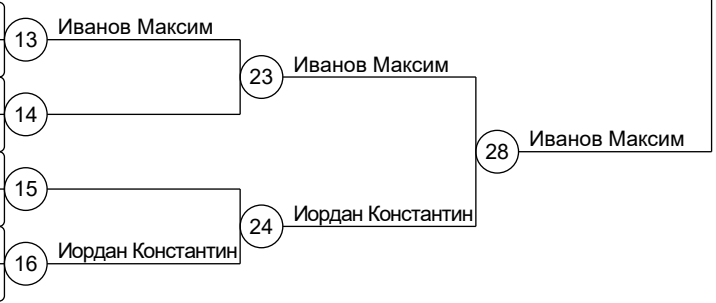 13 Иванов Максим
23 Иванов Максим
14
28 Иванов Максим
15
24 Иордан Константин
16 Иордан Константин